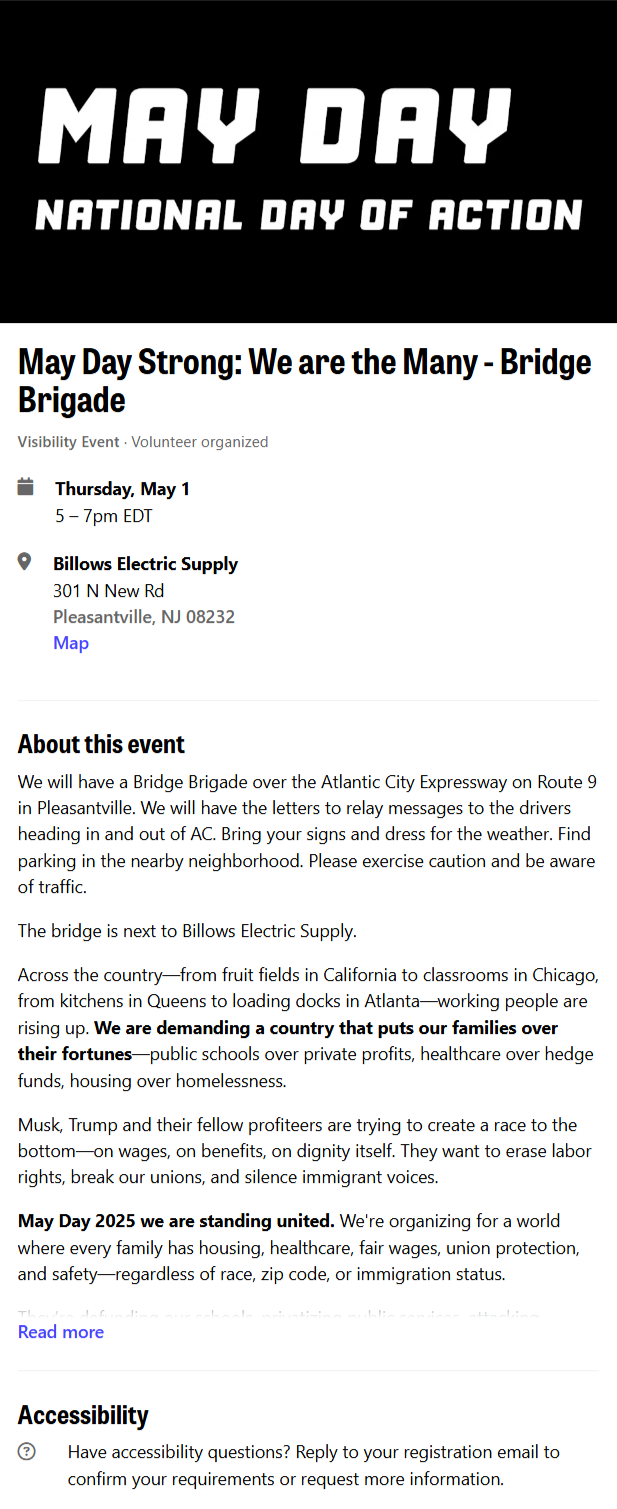 MAY DAY
NATIONAL DAY OF ACTION
May Day Strong: We are the Many - Bridge
Brigade
Visibility Event · Volunteer organized
Thursday, May 1
5 – 7pm EDT
Billows Electric Supply
301 N New Rd
Pleasantville, NJ 08232
Map
About this event
We will have a Bridge Brigade over the Atlantic City Expressway on Route 9
in Pleasantville. We will have the letters to relay messages to the drivers
heading in and out of AC. Bring your signs and dress for the weather. Find
parking in the nearby neighborhood. Please exercise caution and be aware
of traffic.
The bridge is next to Billows Electric Supply.
Across the country—from fruit fields in California to classrooms in Chicago,
from kitchens in Queens to loading docks in Atlanta—working people are
rising up. We are demanding a country that puts our families over
their fortunes—public schools over private profits, healthcare over hedge
funds, housing over homelessness.
Musk, Trump and their fellow profiteers are trying to create a race to the
bottom—on wages, on benefits, on dignity itself. They want to erase labor
rights, break our unions, and silence immigrant voices.
May Day 2025 we are standing united. We're organizing for a world
where every family has housing, healthcare, fair wages, union protection,
and safety—regardless of race, zip code, or immigration status.
They're defunding our schools, privatizing public services, attacking
Read more
Accessibility
Have accessibility questions? Reply to your registration email to
confirm your requirements or request more information.